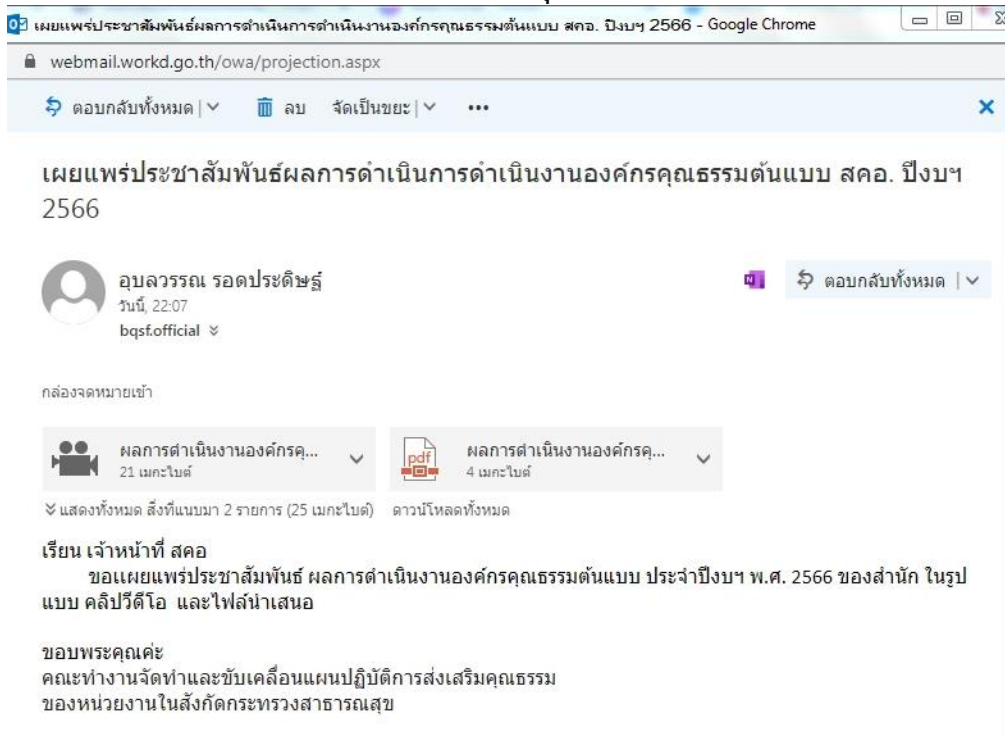 เผยแพร่ประชาสัมพันธ์ผลการดำเนินการดำเนินงานองค์กรคุณธรรมต้นแบบ สคอ. ปีงบฯ 2566 - Google Chrome
webmail.workd.go.th/owa/projection.aspx
ตอบกลับทั้งหมด | ลบ จัดเป็นขยะ | ...
เผยแพร่ประชาสัมพันธ์ผลการดำเนินการดำเนินงานองค์กรคุณธรรมต้นแบบ สคอ. ปีงบฯ
2566
อุบลวรรณ รอดประดิษฐ์
ตอบกลับทั้งหมด |
วันนี้, 22:07
bqsf.official
กล่องจดหมายเข้า
ผลการดำเนินงานองค์กรคุ...
21 เมกะไบต์
pdf
ผลการดำเนินงานองค์กรคุ...
4 เมกะไบต์
แสดงทั้งหมด สิ่งที่แนบมา 2 รายการ (25 เมกะไบต์) ดาวน์โหลดทั้งหมด
เรียน เจ้าหน้าที่ สคอ
ขอเผยแพร่ประชาสัมพันธ์ ผลการดำเนินงานองค์กรคุณธรรมต้นแบบ ประจำปีงบฯ พ.ศ. 2566 ของสำนัก ในรูป
แบบ คลิปวีดีโอ และไฟล์นำเสนอ
ขอบพระคุณค่ะ
คณะทำงานจัดทำและขับเคลื่อนแผนปฏิบัติการส่งเสริมคุณธรรม
ของหน่วยงานในสังกัดกระทรวงสาธารณสุข